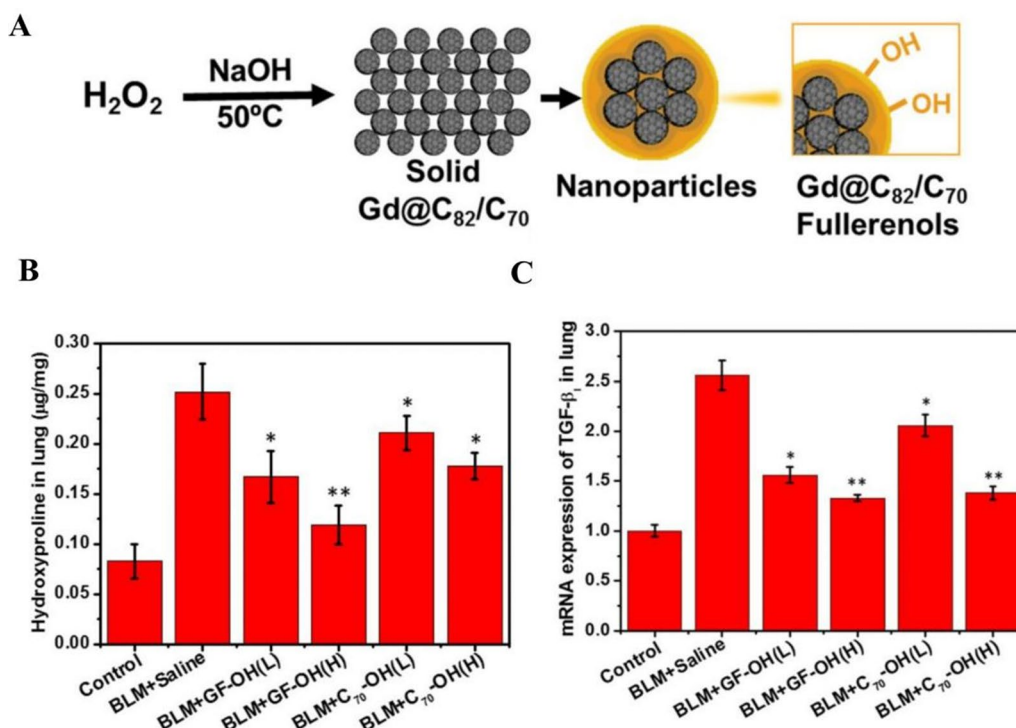 A
H₂O₂
NaOH
50ºC
Solid
Gd@C₈₂/C₇₀
Nanoparticles
OH
OH
Gd@C₈₂/C₇₀
Fullerenols
B
Hydroxyproline in lung (µg/mg)
0.30
0.25
0.20
0.15
0.10
0.05
0.00
*
**
*
*
Control
BLM+Saline
BLM+GF-OH(L)
BLM+GF-OH(H)
BLM+C₇₀-OH(L)
BLM+C₇₀-OH(H)
C
mRNA expression of TGF-β₁ in lung
3.0
2.5
2.0
1.5
1.0
0.5
0.0
*
**
*
**
Control
BLM+Saline
BLM+GF-OH(L)
BLM+GF-OH(H)
BLM+C₇₀-OH(L)
BLM+C₇₀-OH(H)